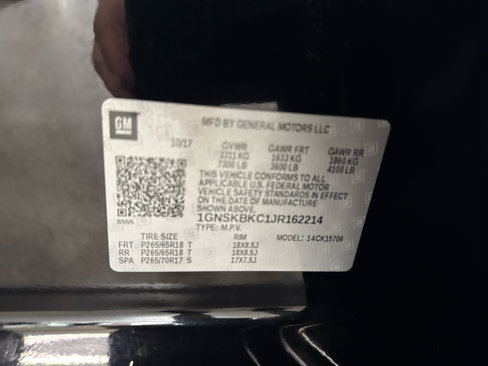 GM
MFD BY GENERAL MOTORS LLC
10/17 GVWR GAWR FRT GAWR RR
3311 KG 1633 KG 1860 KG
7300 LB 3600 LB 4100 LB
THIS VEHICLE CONFORMS TO ALL
APPLICABLE U.S. FEDERAL MOTOR
VEHICLE SAFETY STANDARDS IN EFFECT
ON THE DATE OF MANUFACTURE
SHOWN ABOVE.
1GNSKBKC1JR162214
8555 TYPE: M.P.V.
TIRE SIZE RIM MODEL: 14CK15706
FRT P265/65R18 T 18X8.5J
RR P265/65R18 T 18X8.5J
SPA P265/70R17 S 17X7.5J